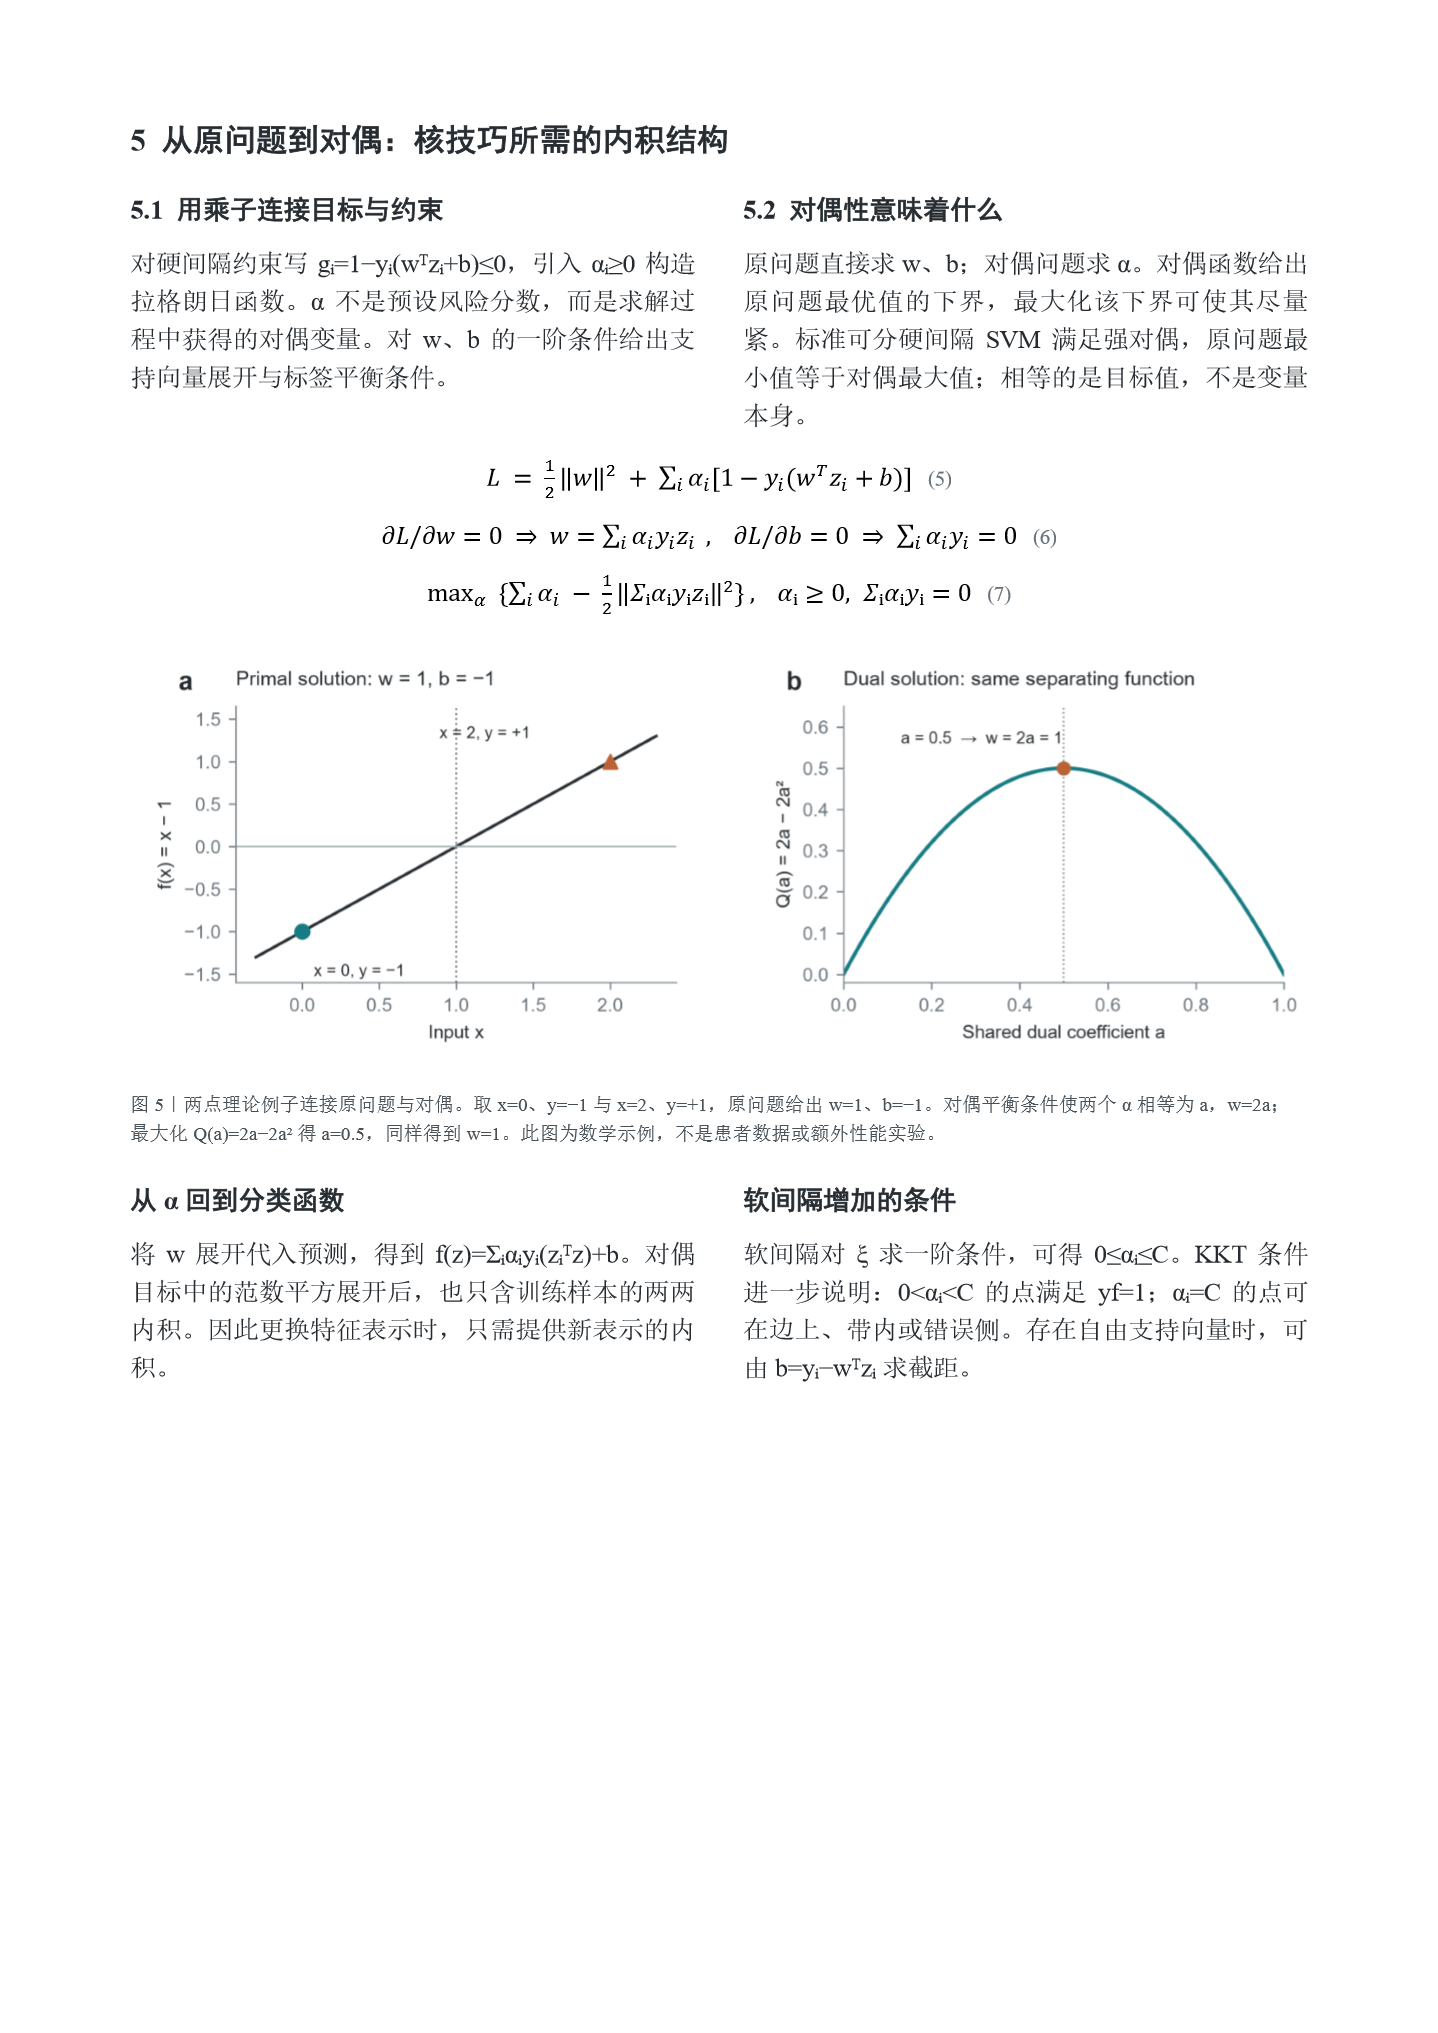 5 从原问题到对偶：核技巧所需的内积结构
5.1 用乘子连接目标与约束
对硬间隔约束写 gᵢ=1−yᵢ(wᵀzᵢ+b)≤0，引入 αᵢ≥0 构造
拉格朗日函数。α 不是预设风险分数，而是求解过
程中获得的对偶变量。对 w、b 的一阶条件给出支
持向量展开与标签平衡条件。
5.2 对偶性意味着什么
原问题直接求 w、b；对偶问题求 α。对偶函数给出
原问题最优值的下界，最大化该下界可使其尽量
紧。标准可分硬间隔 SVM 满足强对偶，原问题最
小值等于对偶最大值；相等的是目标值，不是变量
本身。
L = ½‖w‖² + ∑ᵢ αᵢ[1 − yᵢ(wᵀzᵢ + b)] (5)
∂L/∂w = 0 ⇒ w = ∑ᵢ αᵢyᵢzᵢ , ∂L/∂b = 0 ⇒ ∑ᵢ αᵢyᵢ = 0 (6)
max_α {∑ᵢ αᵢ − ½‖Σᵢαᵢyᵢzᵢ‖²}, αᵢ ≥ 0, Σᵢαᵢyᵢ = 0 (7)
a Primal solution: w = 1, b = −1
1.5
1.0
0.5
0.0
−0.5
−1.0
−1.5
f(x) = x − 1
x = 2, y = +1
x = 0, y = −1
0.0 0.5 1.0 1.5 2.0
Input x
b Dual solution: same separating function
0.6
0.5
0.4
0.3
0.2
0.1
0.0
Q(a) = 2a − 2a²
a = 0.5 → w = 2a = 1
0.0 0.2 0.4 0.6 0.8 1.0
Shared dual coefficient a
图 5｜两点理论例子连接原问题与对偶。取 x=0、y=−1 与 x=2、y=+1，原问题给出 w=1、b=−1。对偶平衡条件使两个 α 相等为 a，w=2a；
最大化 Q(a)=2a−2a² 得 a=0.5，同样得到 w=1。此图为数学示例，不是患者数据或额外性能实验。
从 α 回到分类函数
将 w 展开代入预测，得到 f(z)=Σᵢαᵢyᵢ(zᵢᵀz)+b。对偶
目标中的范数平方展开后，也只含训练样本的两两
内积。因此更换特征表示时，只需提供新表示的内
积。
软间隔增加的条件
软间隔对 ξ 求一阶条件，可得 0≤αᵢ≤C。KKT 条件
进一步说明：0<αᵢ<C 的点满足 yf=1；αᵢ=C 的点可
在边上、带内或错误侧。存在自由支持向量时，可
由 b=yᵢ−wᵀzᵢ 求截距。